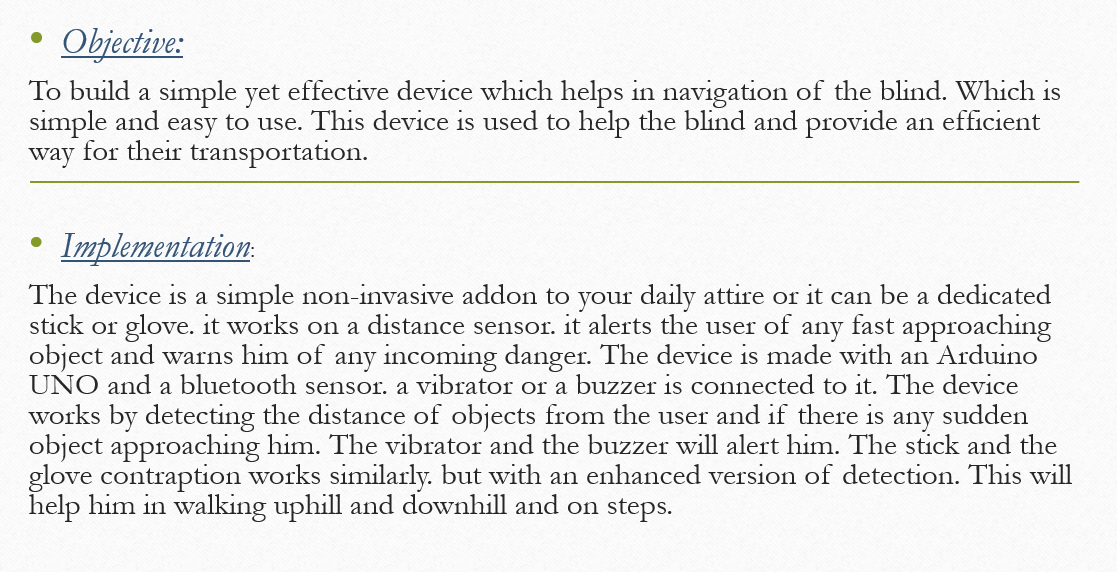 • Objective:
To build a simple yet effective device which helps in navigation of the blind. Which is
simple and easy to use. This device is used to help the blind and provide an efficient
way for their transportation.
• Implementation:
The device is a simple non-invasive addon to your daily attire or it can be a dedicated
stick or glove. it works on a distance sensor. it alerts the user of any fast approaching
object and warns him of any incoming danger. The device is made with an Arduino
UNO and a bluetooth sensor. a vibrator or a buzzer is connected to it. The device
works by detecting the distance of objects from the user and if there is any sudden
object approaching him. The vibrator and the buzzer will alert him. The stick and the
glove contraption works similarly. but with an enhanced version of detection. This will
help him in walking uphill and downhill and on steps.